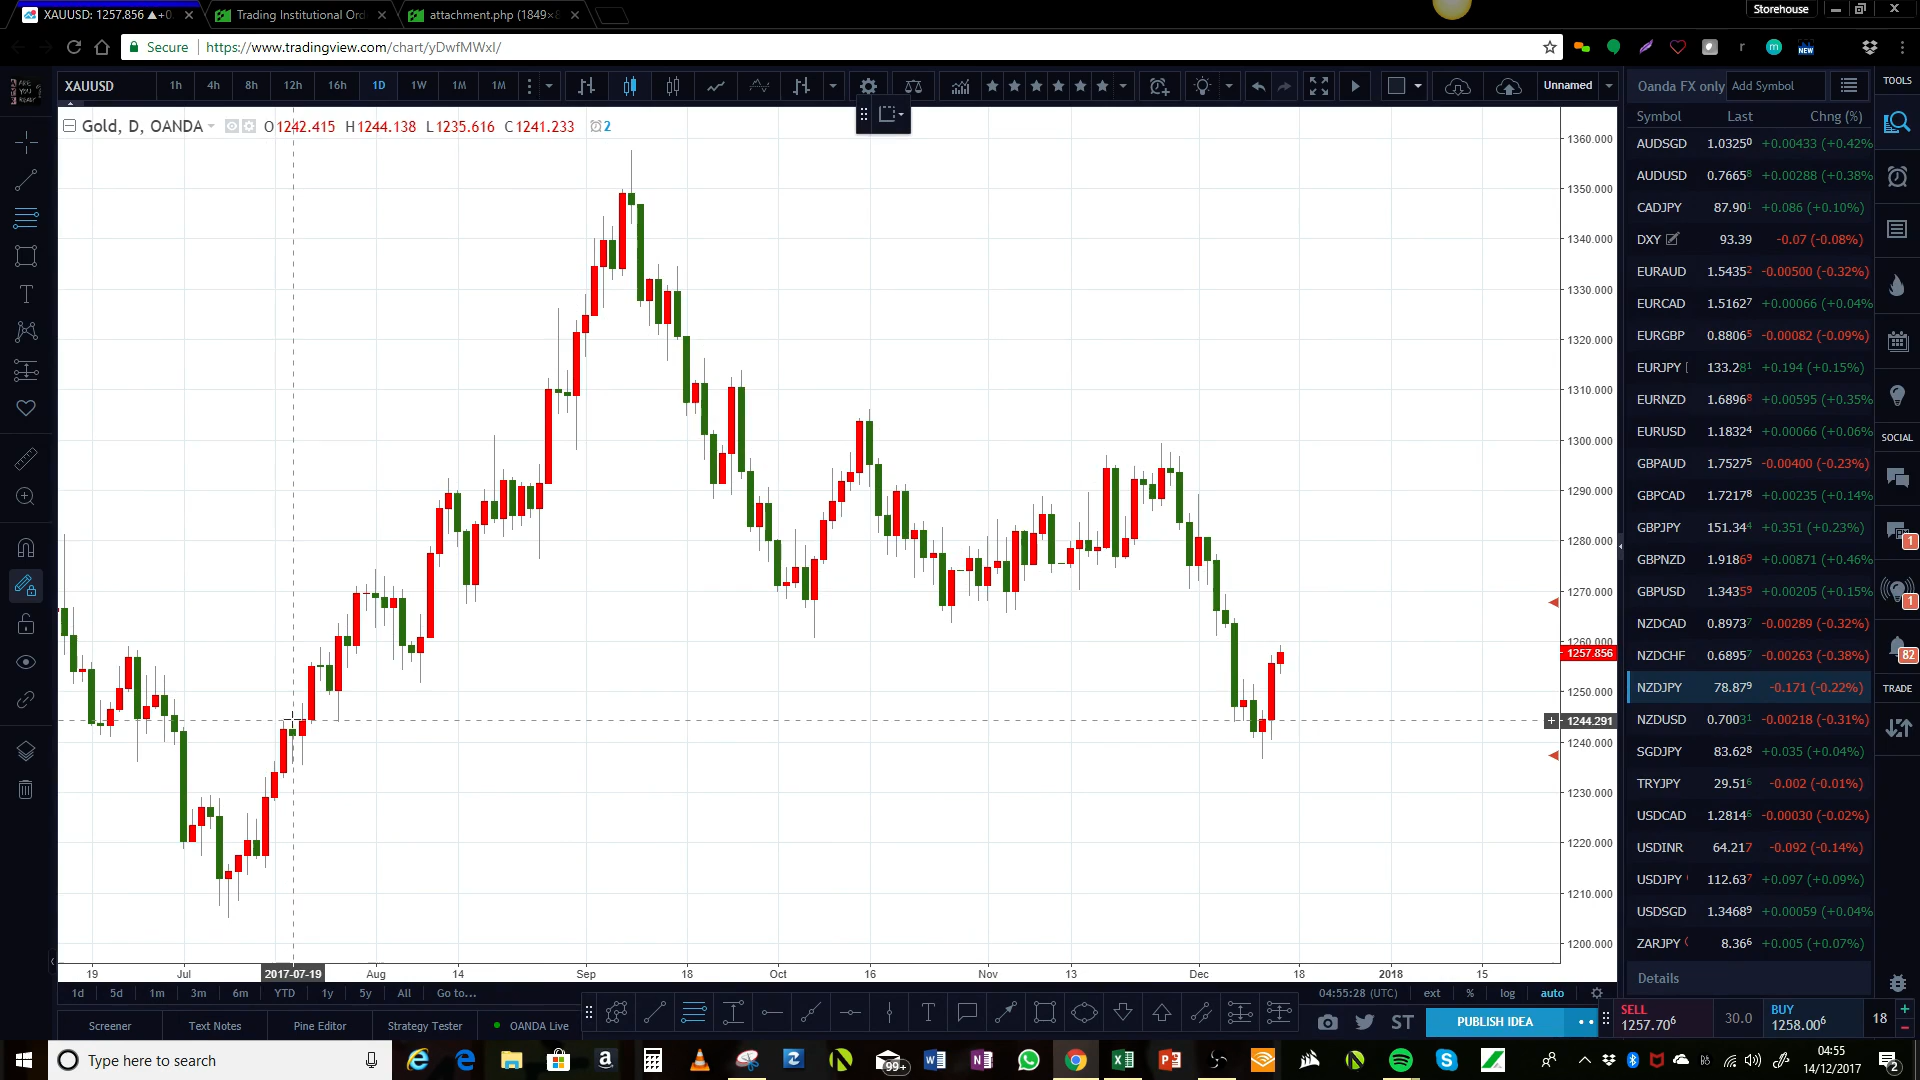 XAUUSD: 1257.856 ▲+0
Trading Institutional Ord
attachment.php (1849×
Storehouse
Secure
https://www.tradingview.com/chart/yDwfMWxI/
XAUUSD 1h 4h 8h 12h 16h 1D 1W 1M 1M
Unnamed
Oanda FX only Add Symbol
TOOLS
Gold, D, OANDA O1242.415 H1244.138 L1235.616 C1241.233 2
Symbol Last Chng (%)
AUDSGD 1.03250 +0.00433 (+0.42%
AUDUSD 0.76658 +0.00288 (+0.38%
CADJPY 87.901 +0.086 (+0.10%)
DXY 93.39 -0.07 (-0.08%)
EURAUD 1.54352 -0.00500 (-0.32%)
EURCAD 1.51627 +0.00066 (+0.04%)
EURGBP 0.88065 -0.00082 (-0.09%)
EURJPY 133.281 +0.194 (+0.15%)
EURNZD 1.68968 +0.00595 (+0.35%
EURUSD 1.18324 +0.00066 (+0.06%)
GBPAUD 1.75275 -0.00400 (-0.23%)
GBPCAD 1.72178 +0.00235 (+0.14%
GBPJPY 151.344 +0.351 (+0.23%)
GBPNZD 1.91869 +0.00871 (+0.46%
GBPUSD 1.34359 +0.00205 (+0.15%
NZDCAD 0.89737 -0.00289 (-0.32%)
NZDCHF 0.68957 -0.00263 (-0.38%)
NZDJPY 78.879 -0.171 (-0.22%)
NZDUSD 0.70031 -0.00218 (-0.31%)
SGDJPY 83.628 +0.035 (+0.04%)
TRYJPY 29.516 -0.002 (-0.01%)
USDCAD 1.28146 -0.00030 (-0.02%)
USDINR 64.217 -0.092 (-0.14%)
USDJPY 112.637 +0.097 (+0.09%)
USDSGD 1.34689 +0.00059 (+0.04%
ZARJPY 8.366 +0.005 (+0.07%)
Details
SOCIAL
1
1
82
TRADE
1360.000
1350.000
1340.000
1330.000
1320.000
1310.000
1300.000
1290.000
1280.000
1270.000
1260.000
1257.856
1250.000
1244.291
1240.000
1230.000
1220.000
1210.000
1200.000
19 Jul 2017-07-19 Aug 14 Sep 18 Oct 16 Nov 13 Dec 18 2018 15
1d 5d 1m 3m 6m YTD 1y 5y All Go to... 04:55:28 (UTC) ext % log auto
Screener Text Notes Pine Editor Strategy Tester OANDA Live
ST
PUBLISH IDEA
SELL
1257.706
30.0
BUY
1258.006
18
Type here to search
99+
NEW
04:55
14/12/2017
2